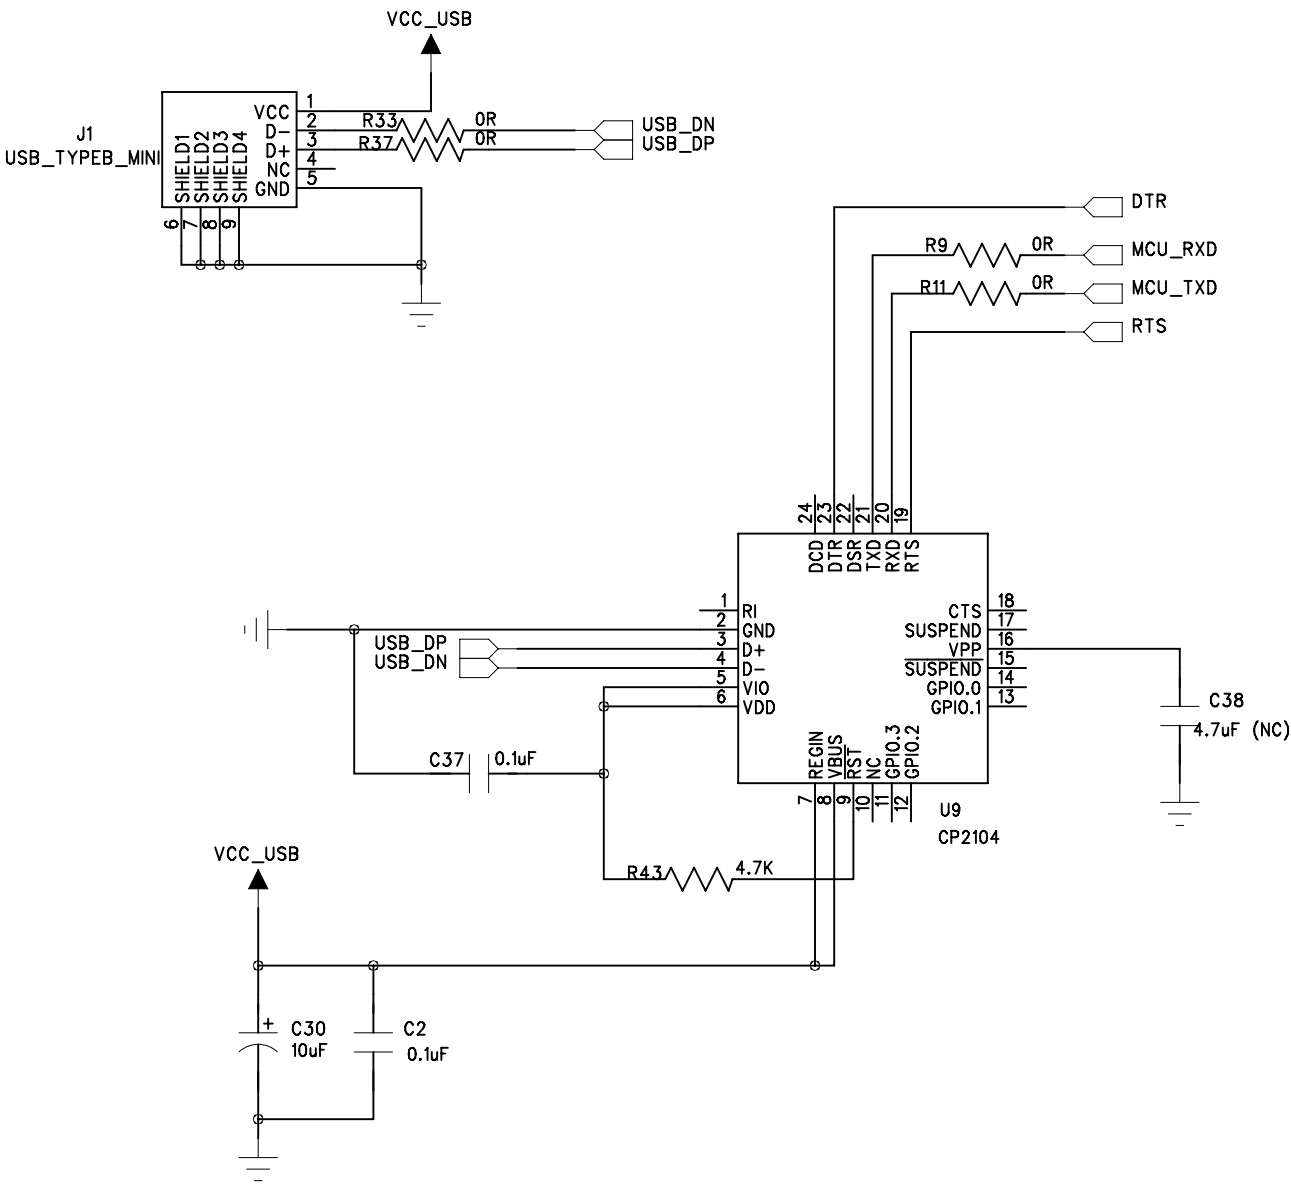 VCC_USB
J1
USB_TYPEB_MINI
VCC 1
D- 2
D+ 3
NC 4
GND 5
SHIELD1 6
SHIELD2 7
SHIELD3 8
SHIELD4 9
R33 0R USB_DN
R37 0R USB_DP
DTR
R9 0R MCU_RXD
R11 0R MCU_TXD
RTS
24 23 22 21 20 19
DCD DTR DSR TXD RXD RTS
1 RI
2 GND
USB_DP 3 D+
USB_DN 4 D-
5 VIO
6 VDD
CTS 18
SUSPEND 17
VPP 16
SUSPEND 15
GPIO.0 14
GPIO.1 13
C38
4.7uF (NC)
C37 0.1uF
REGIN VBUS RST NC GPIO.3 GPIO.2
7 8 9 10 11 12
U9
CP2104
R43 4.7K
VCC_USB
+ C30
10uF
C2
0.1uF